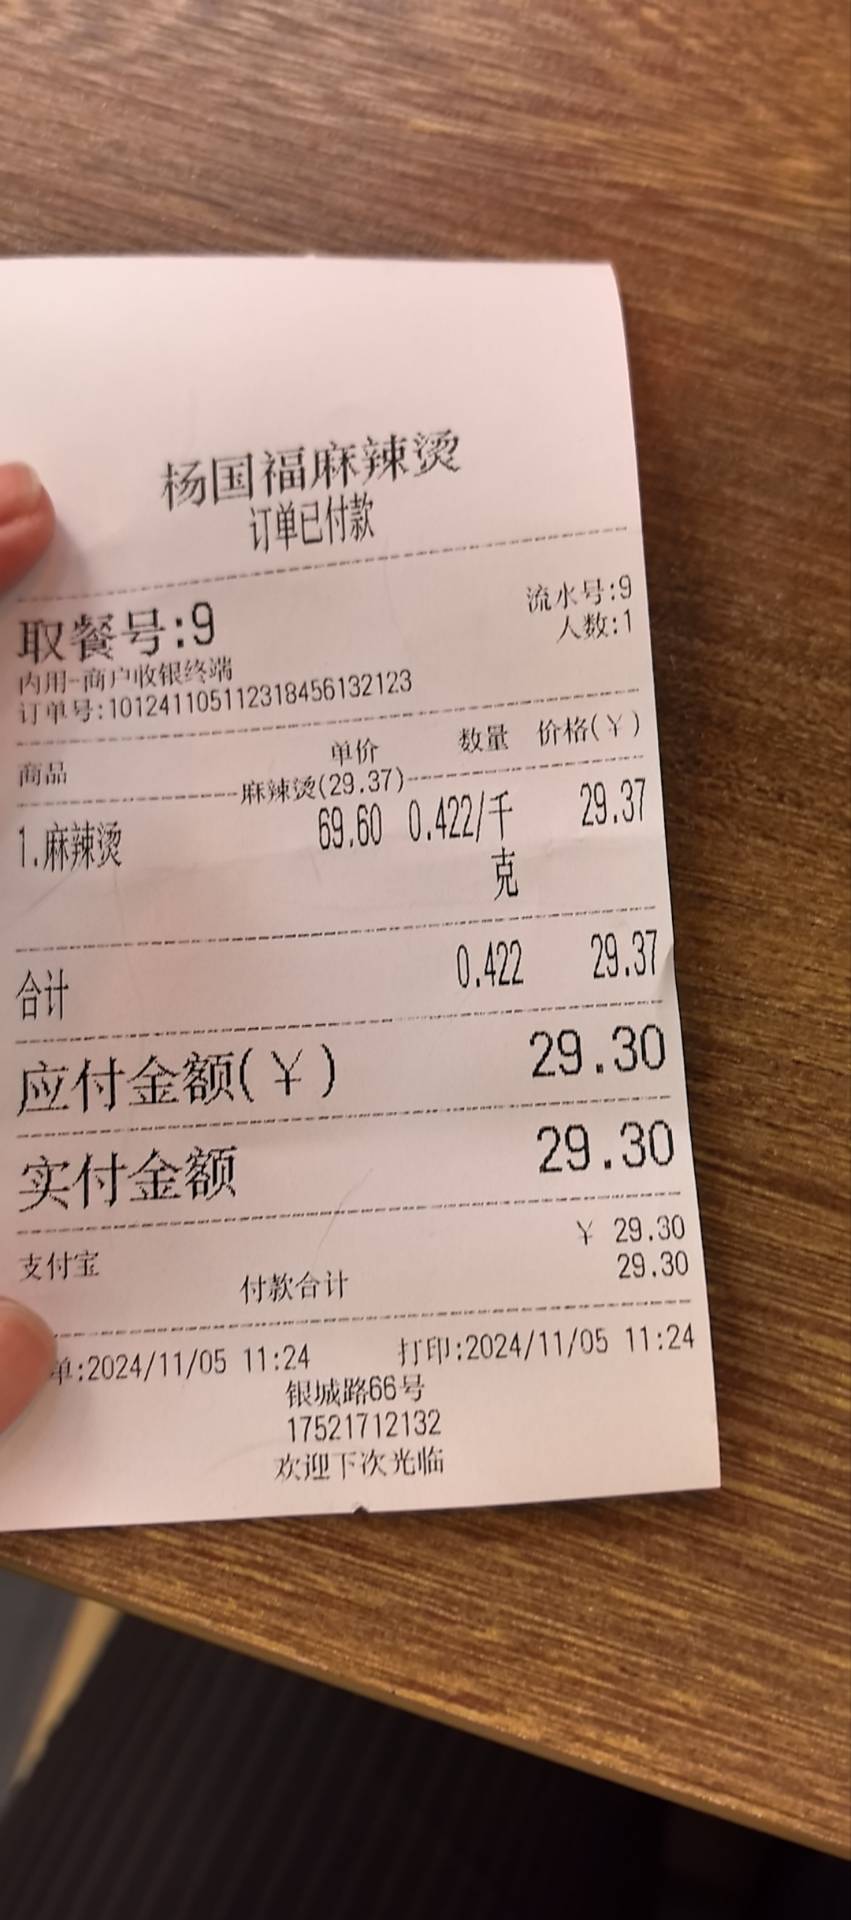 杨国福麻辣烫
订单已付款
取餐号:9 流水号:9
人数:1
内用-商户收银终端
订单号:10124110511231845613​2123
商品 单价 数量 价格(￥)
麻辣烫(29.37)
1.麻辣烫 69.60 0.422/千 29.37
克
合计 0.422 29.37
应付金额(￥) 29.30
实付金额 29.30
支付宝 ￥ 29.30
付款合计 29.30
单:2024/11/05 11:24 打印:2024/11/05 11:24
银城路66号
17521712132
欢迎下次光临